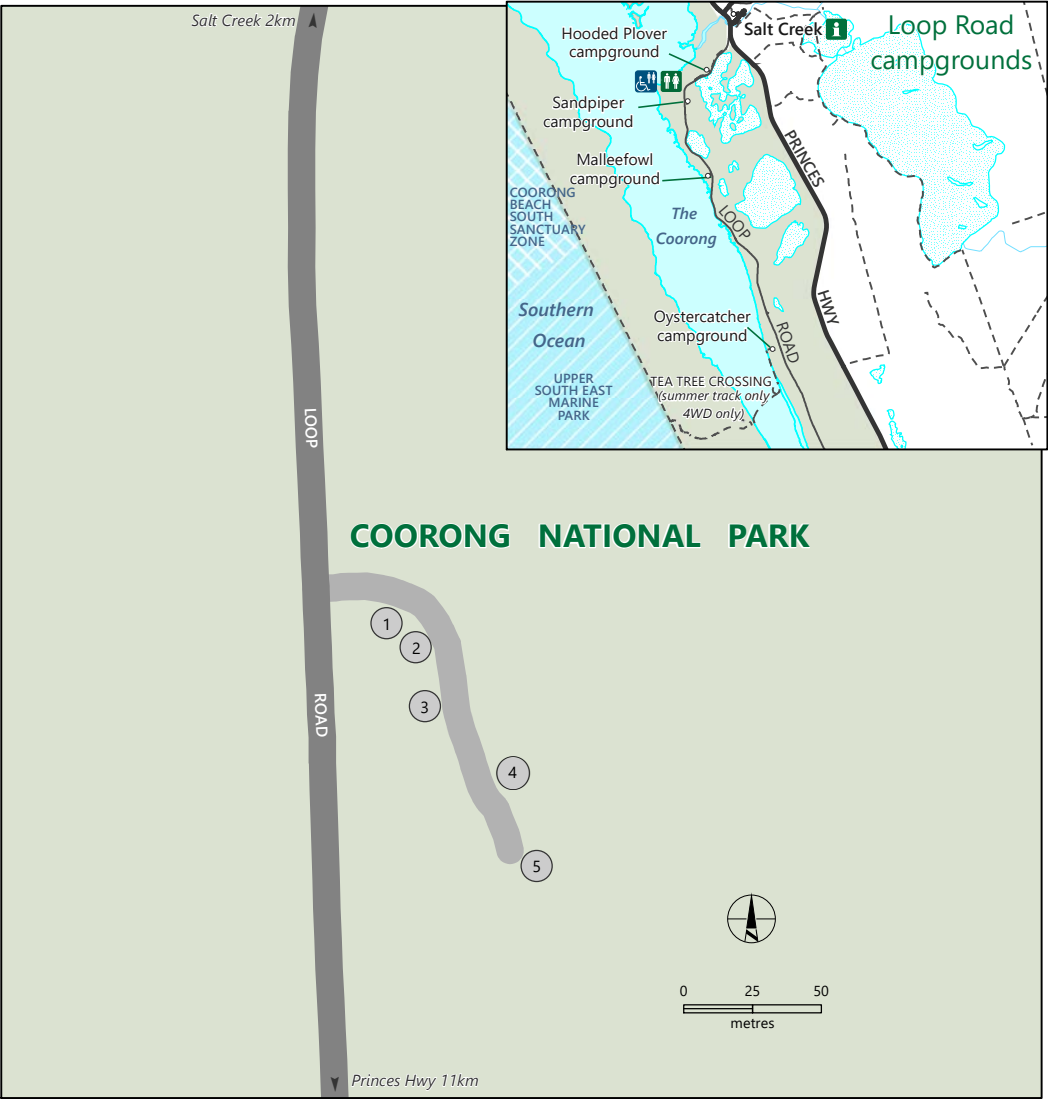 Salt Creek 2km
Loop Road
campgrounds
Salt Creek
i
Hooded Plover
campground
Sandpiper
campground
Malleefowl
campground
PRINCES
HWY
LOOP
ROAD
The
Coorong
COORONG
BEACH
SOUTH
SANCTUARY
ZONE
Southern
Ocean
UPPER
SOUTH EAST
MARINE
PARK
Oystercatcher
campground
TEA TREE CROSSING
(summer track only
4WD only)
LOOP
COORONG NATIONAL PARK
1
2
3
ROAD
4
5
0 25 50
metres
Princes Hwy 11km